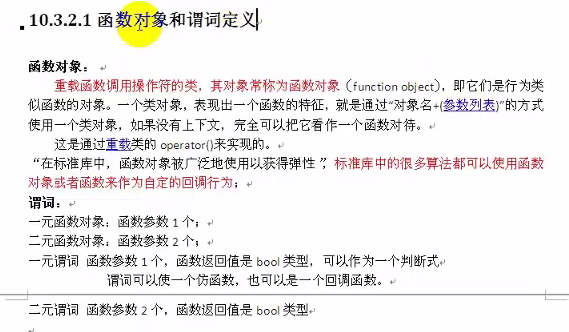 10.3.2.1 函数对象和谓词定义
函数对象：
重载函数调用操作符的类，其对象常称为函数对象（function object），即它们是行为类
似函数的对象。一个类对象，表现出一个函数的特征，就是通过“对象名+(参数列表)”的方式
使用一个类对象，如果没有上下文，完全可以把它看作一个函数对待。
这是通过重载类的 operator()来实现的。
“在标准库中，函数对象被广泛地使用以获得弹性”，标准库中的很多算法都可以使用函数
对象或者函数来作为自定的回调行为；
谓词：
一元函数对象：函数参数 1 个；
二元函数对象：函数参数 2 个；
一元谓词 函数参数 1 个，函数返回值是 bool 类型，可以作为一个判断式
谓词可以使一个仿函数，也可以是一个回调函数。
二元谓词 函数参数 2 个，函数返回值是 bool 类型